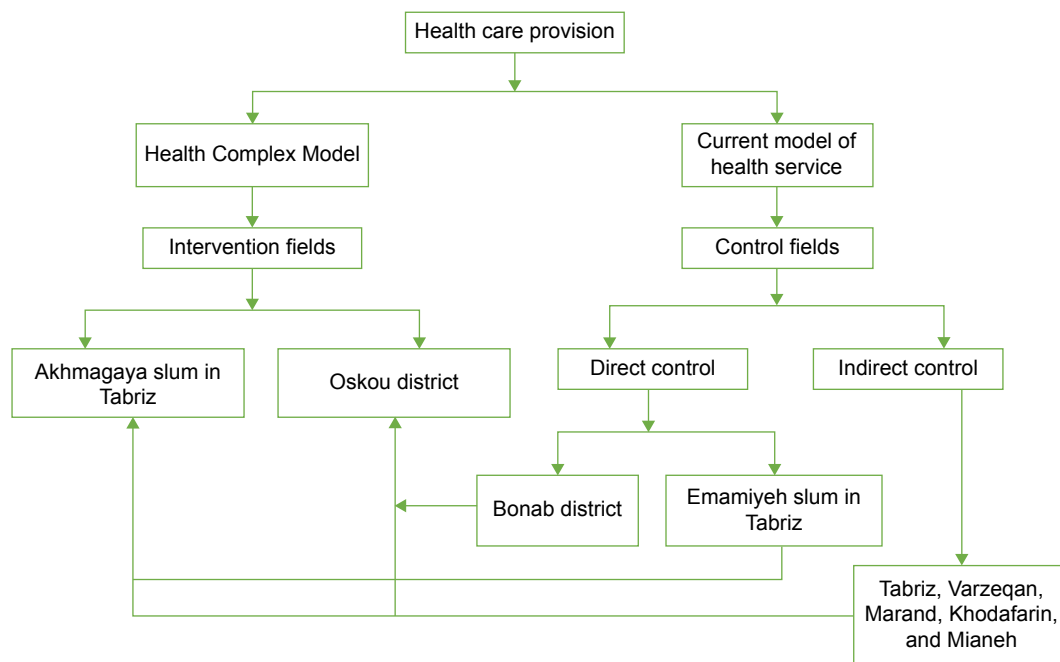 Health care provision
Health Complex Model
Current model of
health service
Intervention fields
Control fields
Akhmagaya slum in
Tabriz
Oskou district
Direct control
Indirect control
Bonab district
Emamiyeh slum in
Tabriz
Tabriz, Varzeqan,
Marand, Khodafarin,
and Mianeh